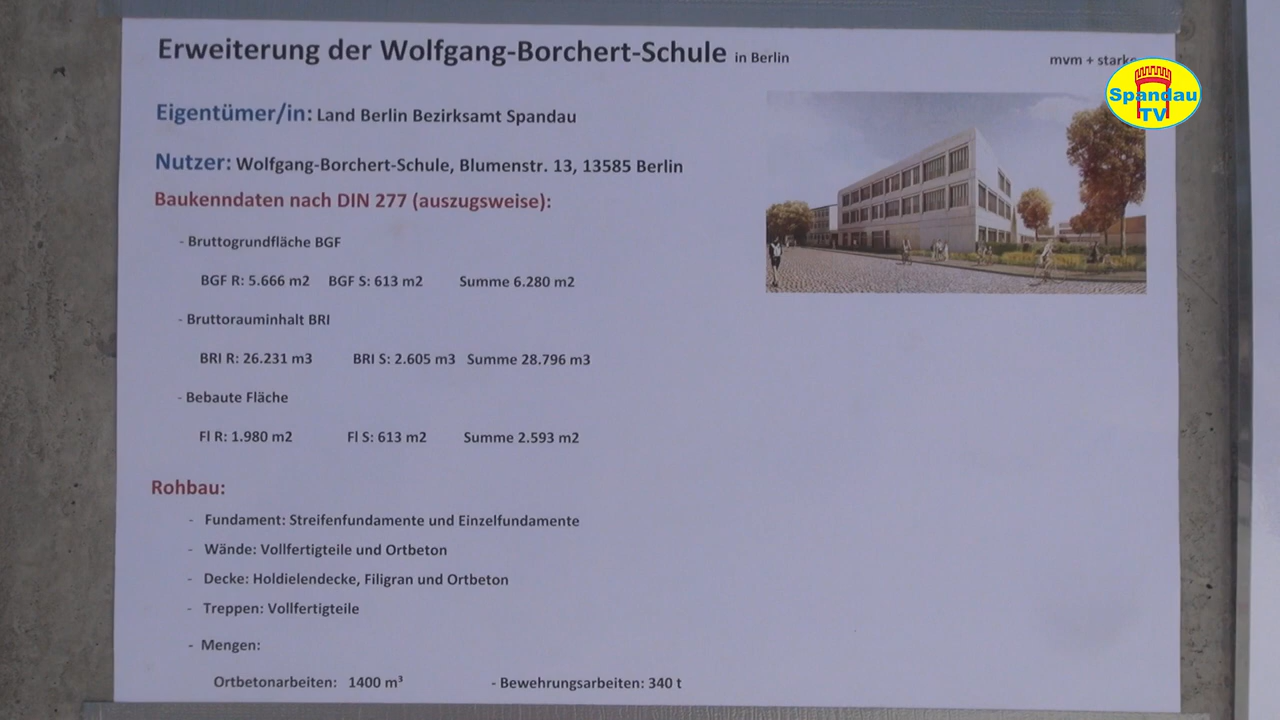 Erweiterung der Wolfgang-Borchert-Schule in Berlin
mvm + starke
Spandau
TV
Eigentümer/in: Land Berlin Bezirksamt Spandau
Nutzer: Wolfgang-Borchert-Schule, Blumenstr. 13, 13585 Berlin
Baukenndaten nach DIN 277 (auszugsweise):
- Bruttogrundfläche BGF
BGF R: 5.666 m2 BGF S: 613 m2 Summe 6.280 m2
- Bruttorauminhalt BRI
BRI R: 26.231 m3 BRI S: 2.605 m3 Summe 28.796 m3
- Bebaute Fläche
Fl R: 1.980 m2 Fl S: 613 m2 Summe 2.593 m2
Rohbau:
- Fundament: Streifenfundamente und Einzelfundamente
- Wände: Vollfertigteile und Ortbeton
- Decke: Holdielendecke, Filigran und Ortbeton
- Treppen: Vollfertigteile
- Mengen:
Ortbetonarbeiten: 1400 m³ - Bewehrungsarbeiten: 340 t